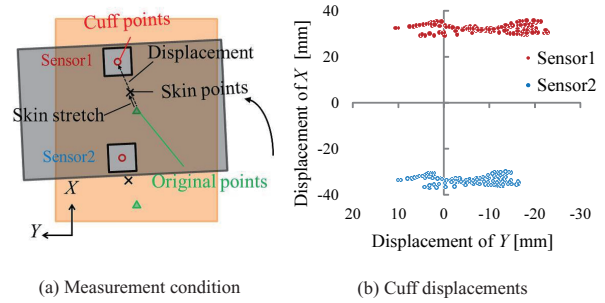 Cuff points
Sensor1
Displacement
Skin points
Skin stretch
Sensor2
Original points
X
Y
(a) Measurement condition
Displacement of X [mm]
40
20
0
-20
-40
Sensor1
Sensor2
20
10
0
-10
-20
-30
Displacement of Y [mm]
(b) Cuff displacements